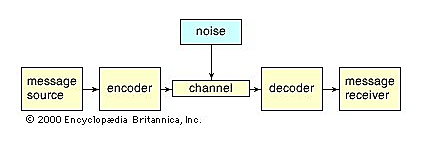 noise
message
source
encoder
channel
decoder
message
receiver
© 2000 Encyclopædia Britannica, Inc.